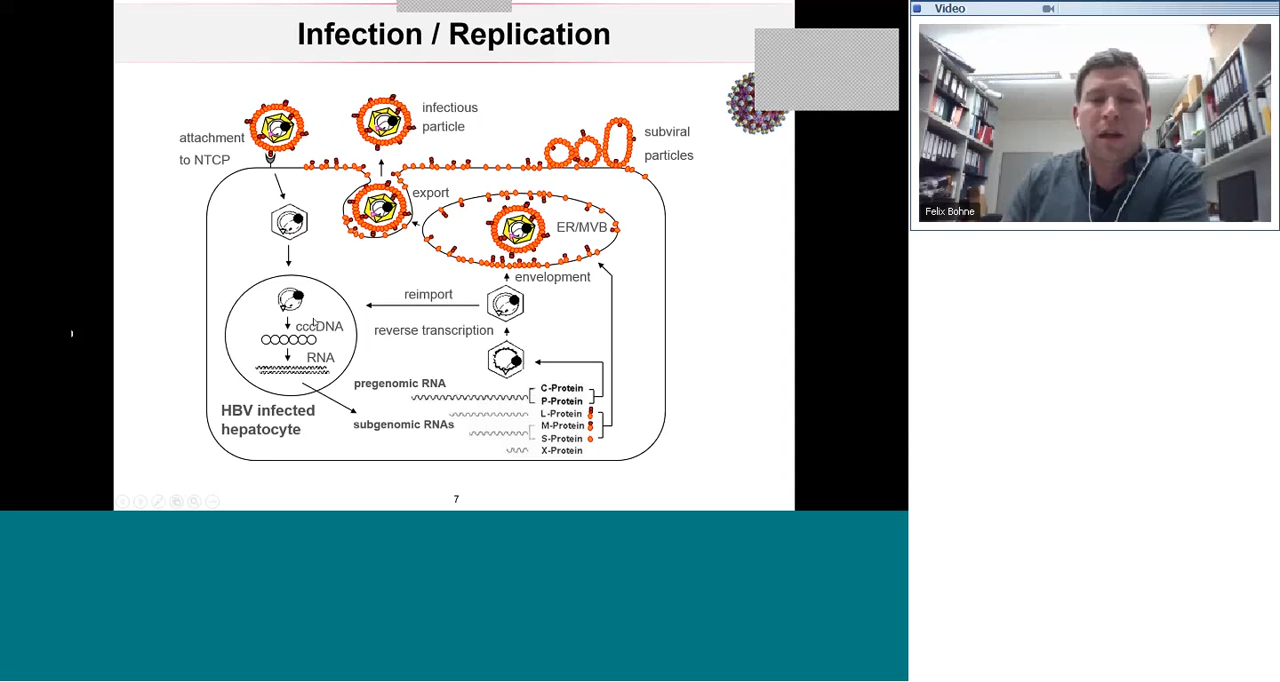 Infection / Replication
Video
infectious
particle
attachment
to NTCP
subviral
particles
export
ER/MVB
envelopment
reimport
cccDNA
reverse transcription
RNA
pregenomic RNA
C-Protein
P-Protein
HBV infected
hepatocyte
L-Protein
subgenomic RNAs
M-Protein
S-Protein
X-Protein
7
Felix Bohne